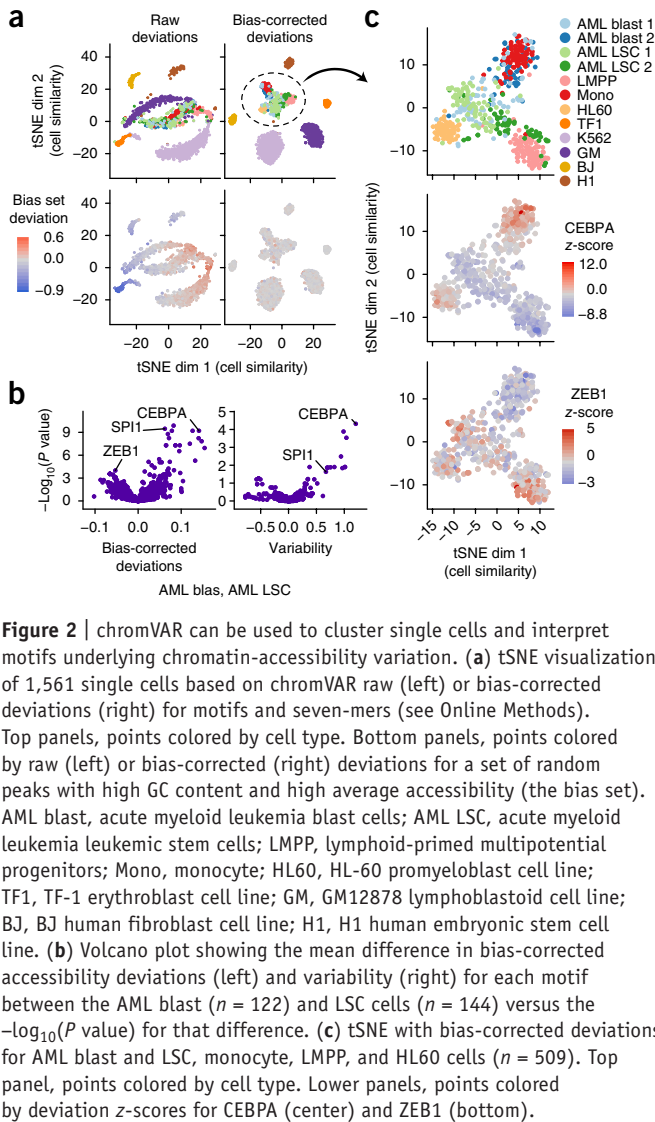 a
Raw deviations
Bias-corrected deviations
tSNE dim 2 (cell similarity)
40
20
0
−20
Bias set deviation
0.6
0.0
−0.9
40
20
0
−20
−20 0 20
−20 0 20
tSNE dim 1 (cell similarity)
b
−Log10(P value)
9
6
3
0
CEBPA
SPI1
ZEB1
−0.1 0.0 0.1
Bias-corrected deviations
5
4
3
2
1
0
CEBPA
SPI1
−0.5 0.0 0.5 1.0
Variability
AML blas, AML LSC
c
10
0
−10
AML blast 1
AML blast 2
AML LSC 1
AML LSC 2
LMPP
Mono
HL60
TF1
K562
GM
BJ
H1
tSNE dim 2 (cell similarity)
10
0
−10
CEBPA
z-score
12.0
0.0
−8.8
10
0
−10
ZEB1
z-score
5
0
−3
−15 −10 −5 0 5 10
tSNE dim 1
(cell similarity)
Figure 2 | chromVAR can be used to cluster single cells and interpret
motifs underlying chromatin-accessibility variation. (a) tSNE visualization
of 1,561 single cells based on chromVAR raw (left) or bias-corrected
deviations (right) for motifs and seven-mers (see Online Methods).
Top panels, points colored by cell type. Bottom panels, points colored
by raw (left) or bias-corrected (right) deviations for a set of random
peaks with high GC content and high average accessibility (the bias set).
AML blast, acute myeloid leukemia blast cells; AML LSC, acute myeloid
leukemia leukemic stem cells; LMPP, lymphoid-primed multipotential
progenitors; Mono, monocyte; HL60, HL-60 promyeloblast cell line;
TF1, TF-1 erythroblast cell line; GM, GM12878 lymphoblastoid cell line;
BJ, BJ human fibroblast cell line; H1, H1 human embryonic stem cell
line. (b) Volcano plot showing the mean difference in bias-corrected
accessibility deviations (left) and variability (right) for each motif
between the AML blast (n = 122) and LSC cells (n = 144) versus the
–log10(P value) for that difference. (c) tSNE with bias-corrected deviations
for AML blast and LSC, monocyte, LMPP, and HL60 cells (n = 509). Top
panel, points colored by cell type. Lower panels, points colored
by deviation z-scores for CEBPA (center) and ZEB1 (bottom).